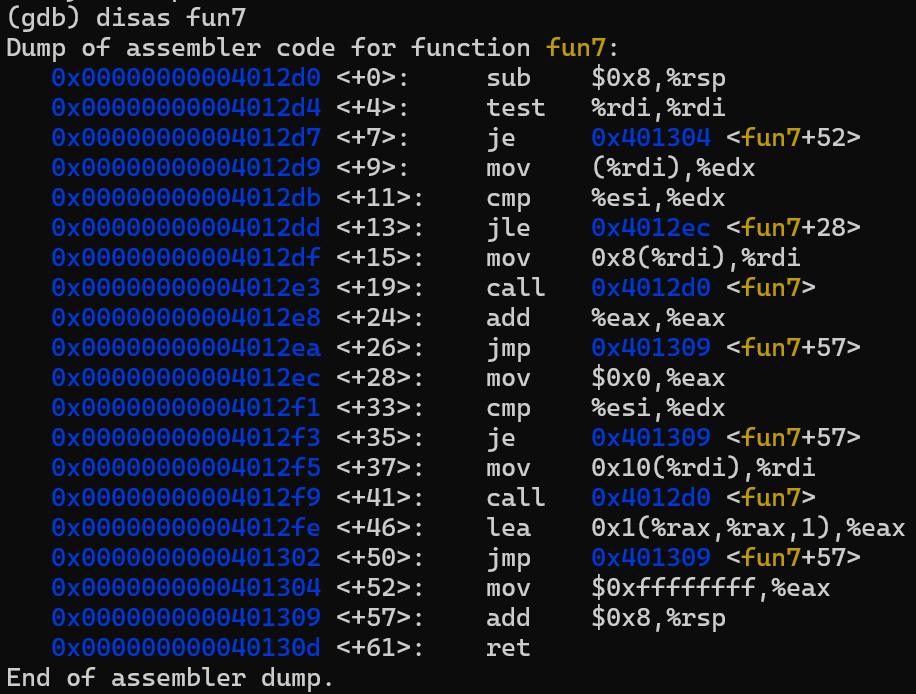 (gdb) disas fun7
Dump of assembler code for function fun7:
   0x00000000004012d0 <+0>:     sub    $0x8,%rsp
   0x00000000004012d4 <+4>:     test   %rdi,%rdi
   0x00000000004012d7 <+7>:     je     0x401304 <fun7+52>
   0x00000000004012d9 <+9>:     mov    (%rdi),%edx
   0x00000000004012db <+11>:    cmp    %esi,%edx
   0x00000000004012dd <+13>:    jle    0x4012ec <fun7+28>
   0x00000000004012df <+15>:    mov    0x8(%rdi),%rdi
   0x00000000004012e3 <+19>:    call   0x4012d0 <fun7>
   0x00000000004012e8 <+24>:    add    %eax,%eax
   0x00000000004012ea <+26>:    jmp    0x401309 <fun7+57>
   0x00000000004012ec <+28>:    mov    $0x0,%eax
   0x00000000004012f1 <+33>:    cmp    %esi,%edx
   0x00000000004012f3 <+35>:    je     0x401309 <fun7+57>
   0x00000000004012f5 <+37>:    mov    0x10(%rdi),%rdi
   0x00000000004012f9 <+41>:    call   0x4012d0 <fun7>
   0x00000000004012fe <+46>:    lea    0x1(%rax,%rax,1),%eax
   0x0000000000401302 <+50>:    jmp    0x401309 <fun7+57>
   0x0000000000401304 <+52>:    mov    $0xffffffff,%eax
   0x0000000000401309 <+57>:    add    $0x8,%rsp
   0x000000000040130d <+61>:    ret
End of assembler dump.